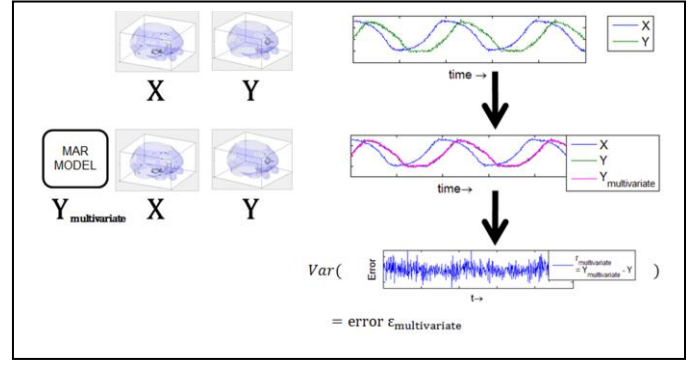 X
Y
X
Y
time →
MAR
MODEL
Y multivariate
X
Y
X
Y
Y multivariate
time→
Var(
Error
r multivariate
= Y multivariate - Y
)
t→
= error ε multivariate